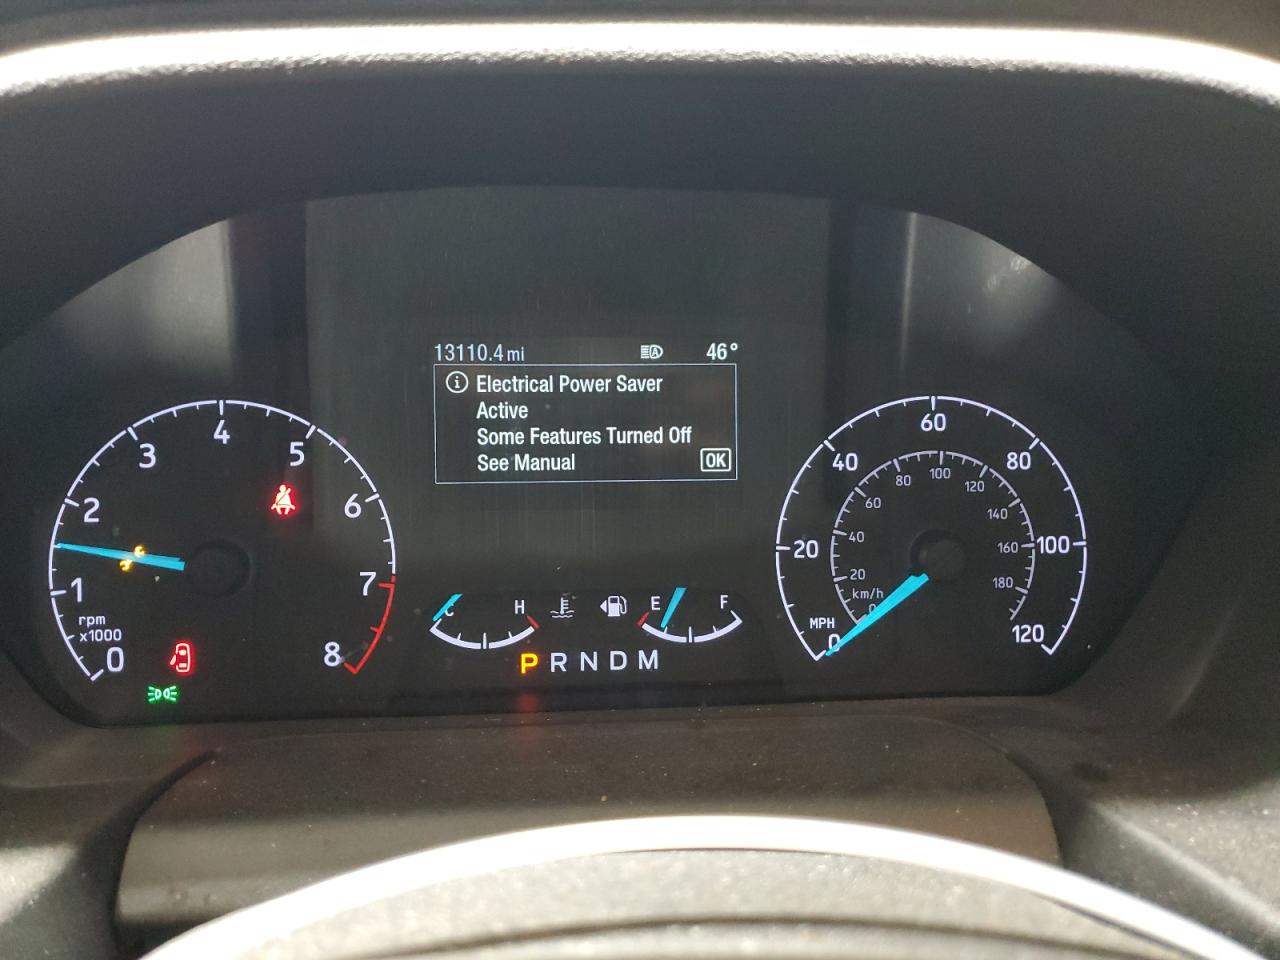 13110.4 mi 46°
Electrical Power Saver
Active
Some Features Turned Off
See Manual OK
0 1 2 3 4 5 6 7 8
rpm
x1000
C H
E F
P R N D M
0 20 40 60 80 100 120
MPH
0 20 40 60 80 100 120 140 160 180
km/h